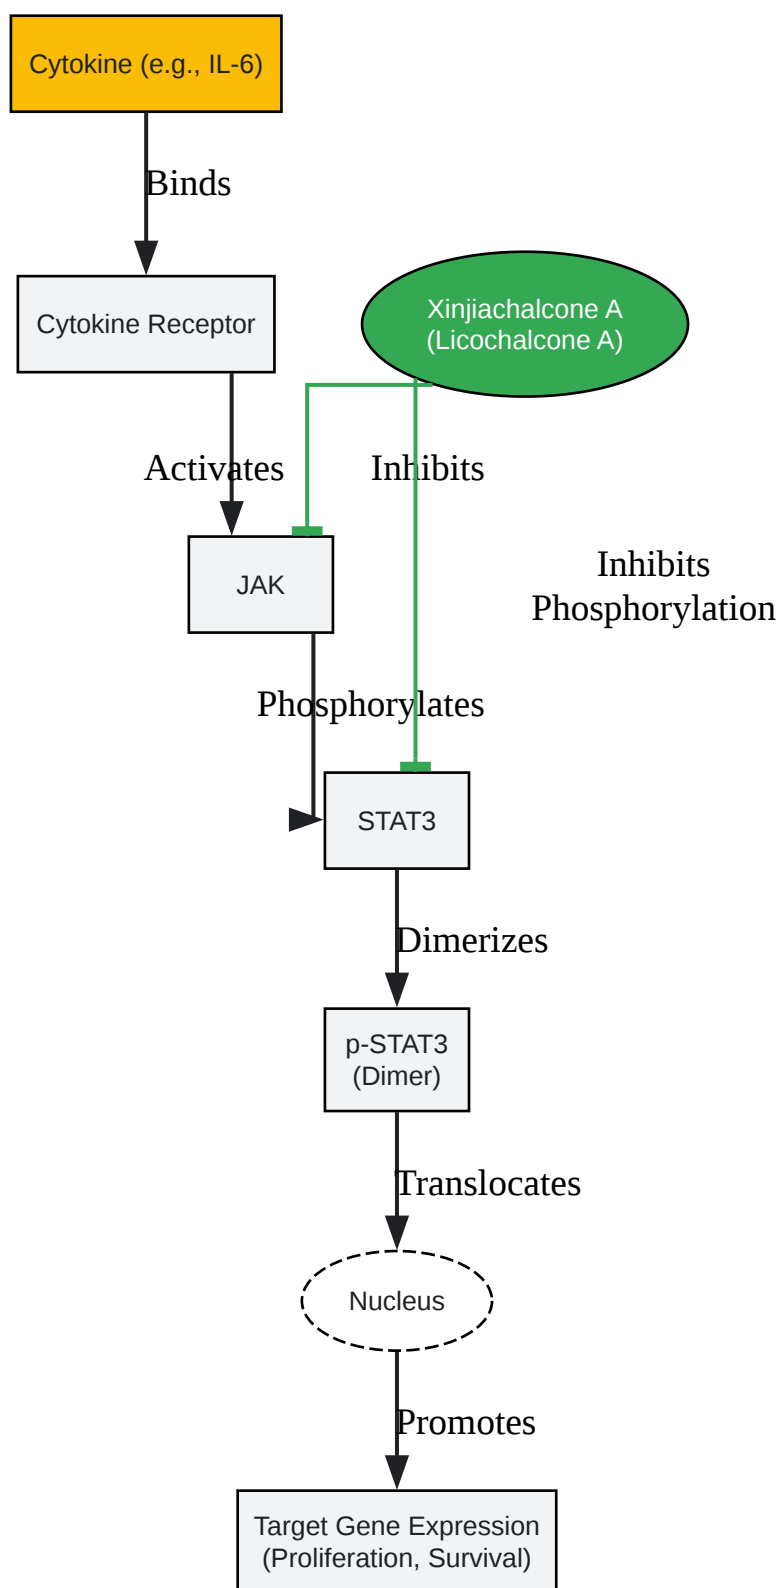 Cytokine (e.g., IL-6)
Binds
Cytokine Receptor
Xinjiachalcone A
(Licochalcone A)
Activates
Inhibits
Inhibits
Phosphorylation
JAK
Phosphorylates
STAT3
Dimerizes
p-STAT3
(Dimer)
Translocates
Nucleus
Promotes
Target Gene Expression
(Proliferation, Survival)